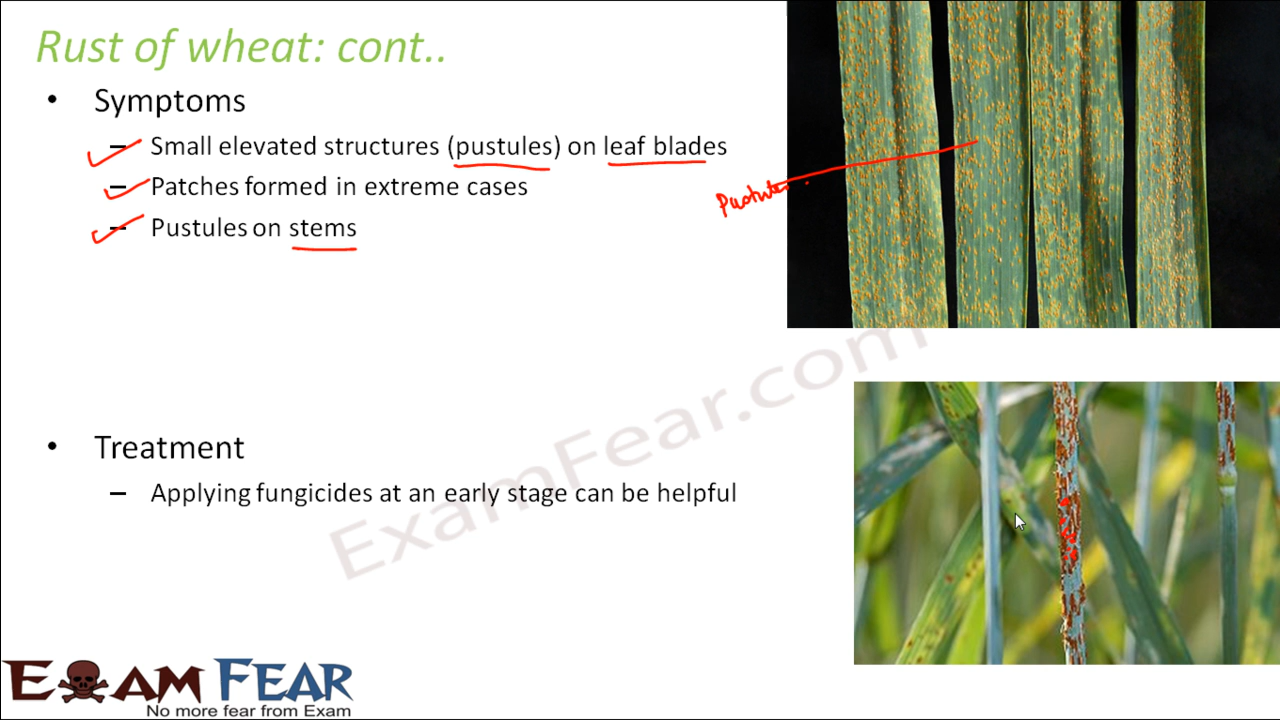 Rust of wheat: cont..
• Symptoms
– Small elevated structures (pustules) on leaf blades
– Patches formed in extreme cases
– Pustules on stems
Pustules
• Treatment
– Applying fungicides at an early stage can be helpful
ExamFear.com
EXAM FEAR
No more fear from Exam